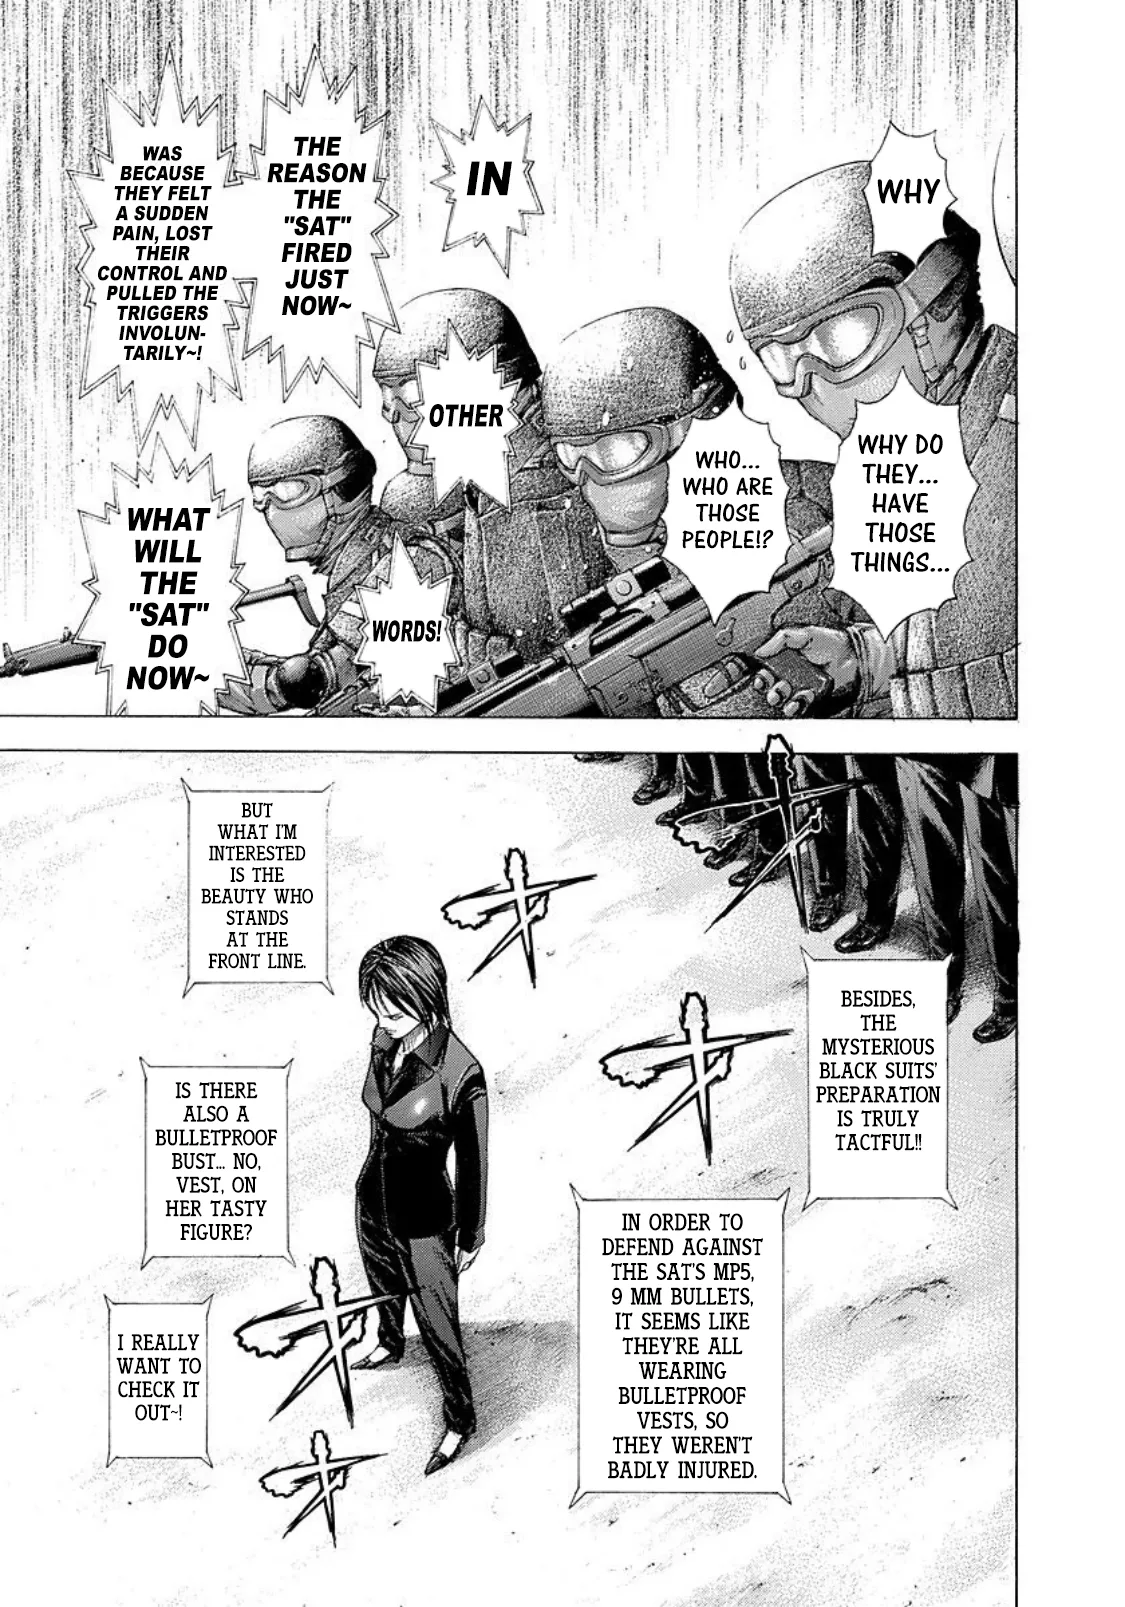 WHY
WHY DO
THEY...
HAVE
THOSE
THINGS...
WHO...
WHO ARE
THOSE
PEOPLE!?
IN
OTHER
WORDS!
THE
REASON
THE
"SAT"
FIRED
JUST
NOW~
WAS
BECAUSE
THEY FELT
A SUDDEN
PAIN, LOST
THEIR
CONTROL AND
PULLED THE
TRIGGERS
INVOLUN-
TARILY~!
WHAT
WILL
THE
"SAT"
DO
NOW~
オ
オ
オ
オ
オ
BESIDES,
THE
MYSTERIOUS
BLACK SUITS'
PREPARATION
IS TRULY
TACTFUL!!
IN ORDER TO
DEFEND AGAINST
THE SAT'S MP5,
9 MM BULLETS,
IT SEEMS LIKE
THEY'RE ALL
WEARING
BULLETPROOF
VESTS, SO
THEY WEREN'T
BADLY INJURED.
BUT
WHAT I'M
INTERESTED
IS THE
BEAUTY WHO
STANDS
AT THE
FRONT LINE.
IS THERE
ALSO A
BULLETPROOF
BUST... NO,
VEST, ON
HER TASTY
FIGURE?
I REALLY
WANT TO
CHECK IT
OUT~!